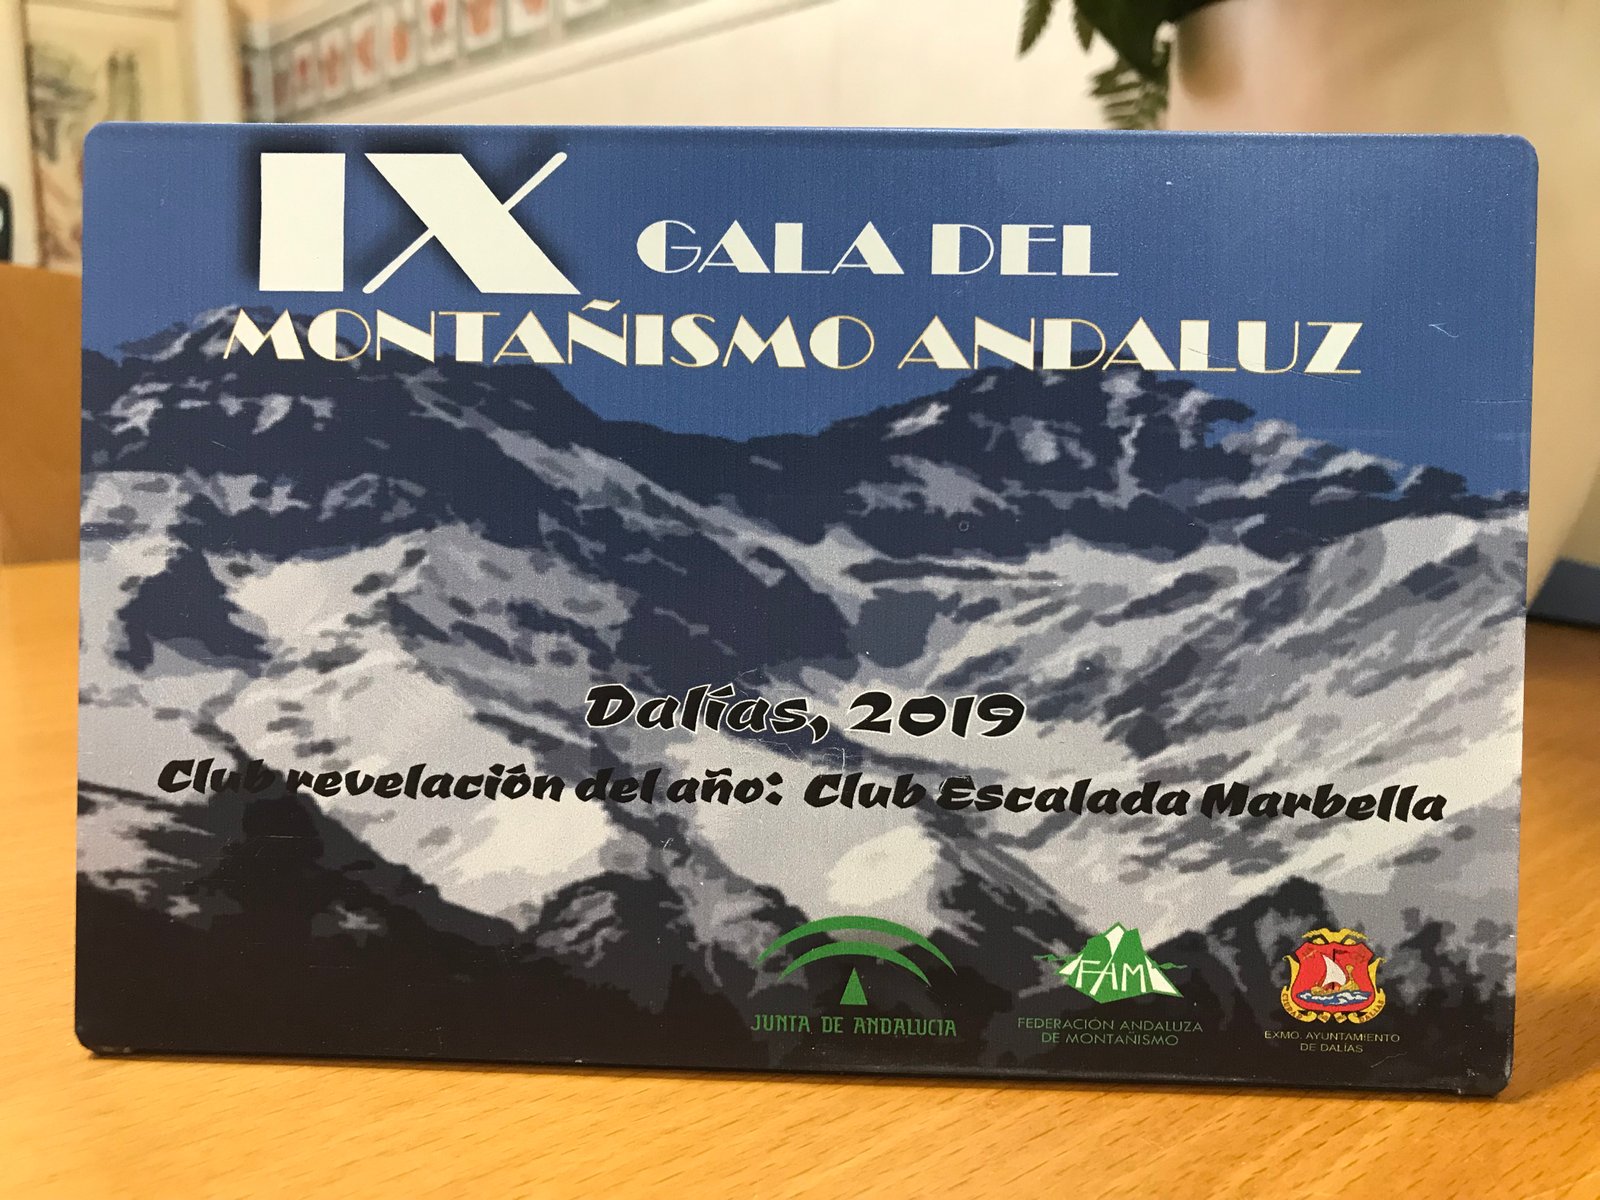 IX GALA DEL
MONTAÑISMO ANDALUZ
Dalías, 2019
Club revelación del año: Club Escalada Marbella
JUNTA DE ANDALUCIA
FAM
FEDERACIÓN ANDALUZA
DE MONTAÑISMO
EXMO. AYUNTAMIENTO
DE DALÍAS